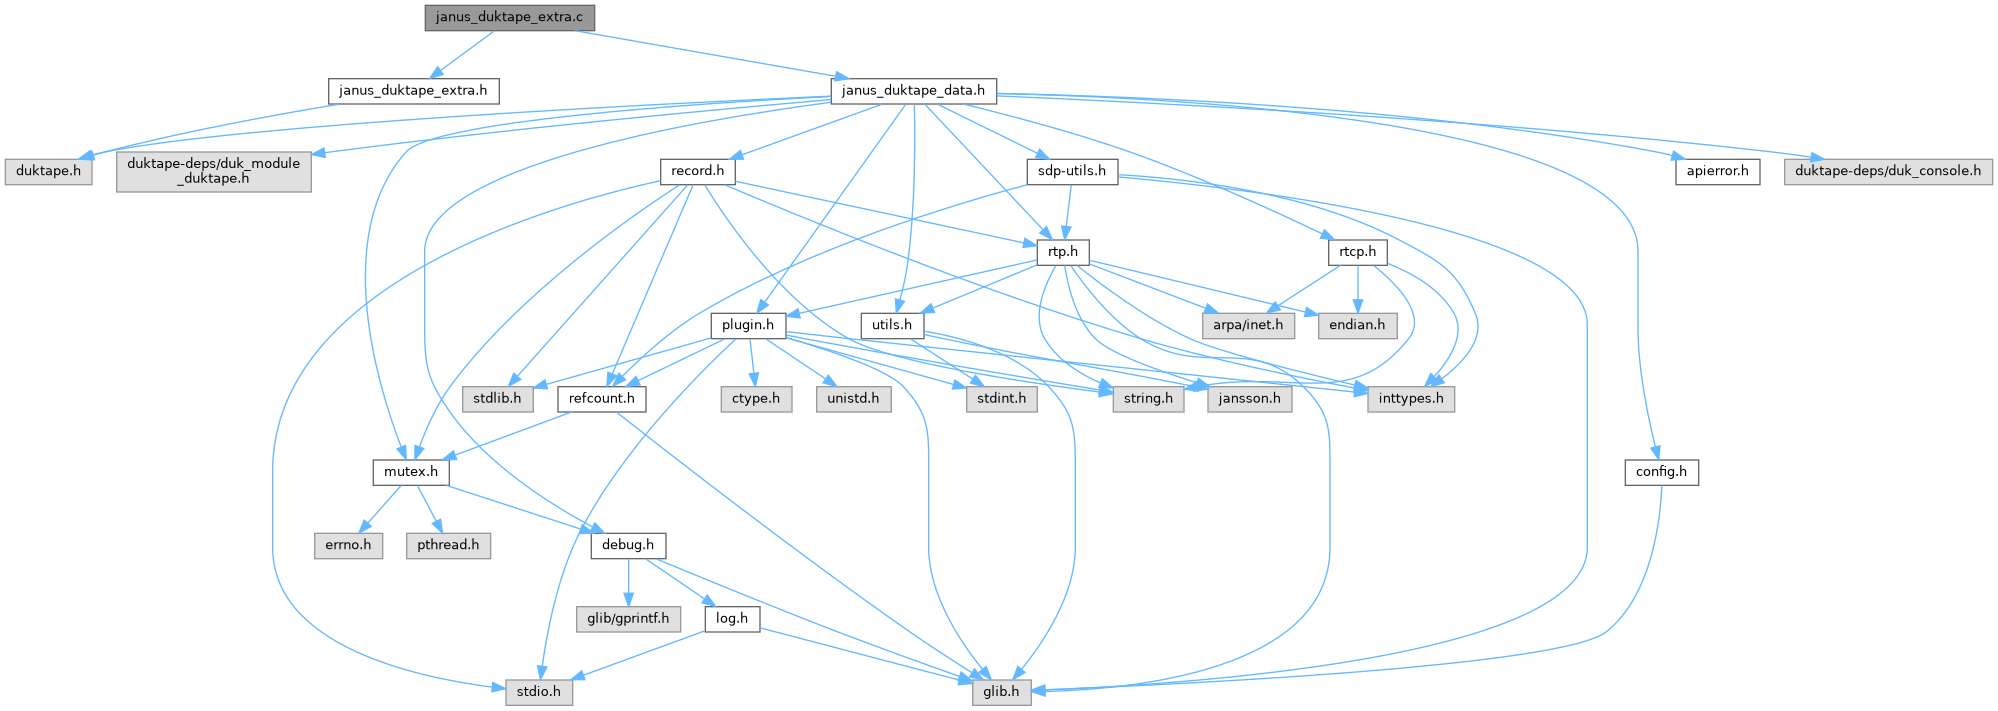 janus_duktape_extra.c
janus_duktape_extra.h
janus_duktape_data.h
duktape.h
duktape-deps/duk_module
_duktape.h
record.h
sdp-utils.h
apierror.h
duktape-deps/duk_console.h
rtp.h
rtcp.h
plugin.h
utils.h
arpa/inet.h
endian.h
stdlib.h
refcount.h
ctype.h
unistd.h
stdint.h
string.h
jansson.h
inttypes.h
mutex.h
config.h
errno.h
pthread.h
debug.h
glib/gprintf.h
log.h
stdio.h
glib.h